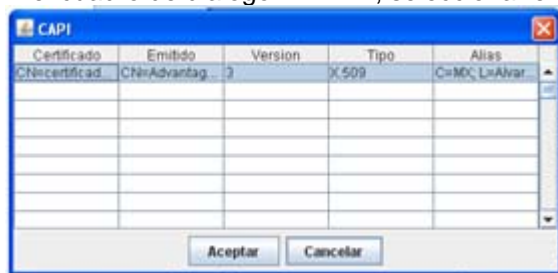 CAPI
Certificado Emitido Version Tipo Alias
CN=certificad... CN=Advantag... 3 X.509 C=MX, L=Alvar...
Aceptar Cancelar